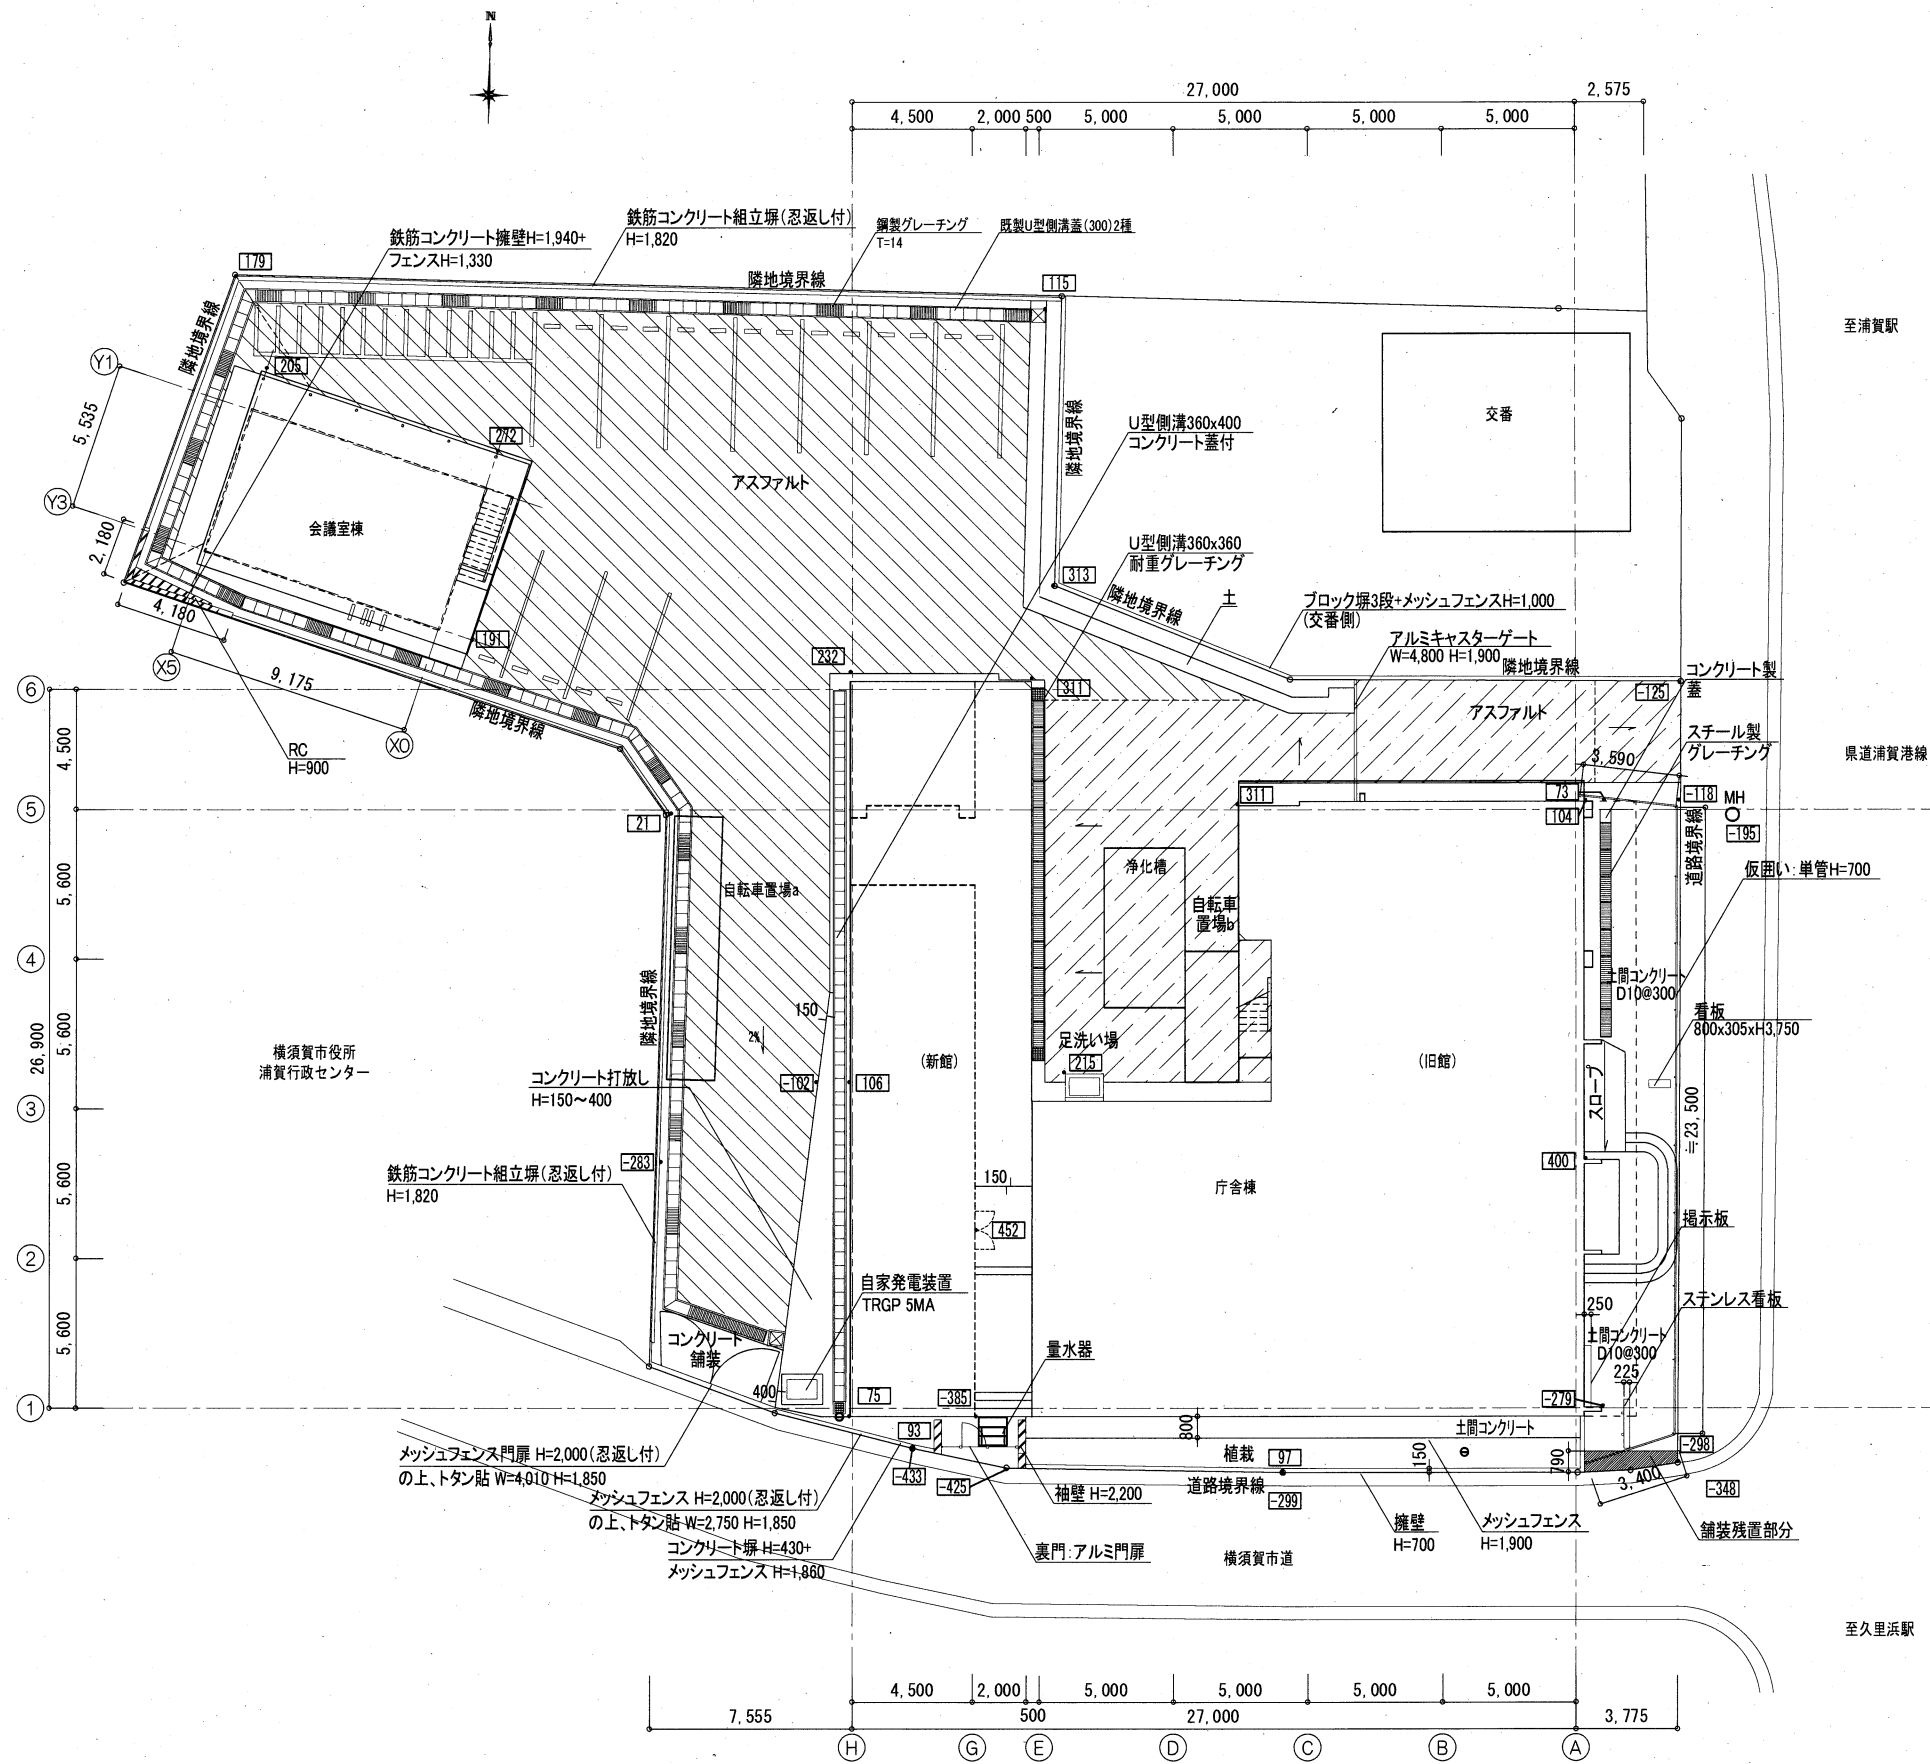 N
27,000
2,575
4,500
2,000
500
5,000
5,000
5,000
5,000
鉄筋コンクリート擁壁H=1,940+
フェンスH=1,330
鉄筋コンクリート組立塀(忍返し付)
H=1,820
鋼製グレーチング
T=14
既製U型側溝蓋(300)2種
179
隣地境界線
115
隣地境界線
至浦賀駅
Y1
205
5,535
交番
隣地境界線
U型側溝360x400
コンクリート蓋付
272
アスファルト
Y3
会議室棟
2,180
U型側溝360x360
耐重グレーチング
313
隣地境界線
土
ブロック塀3段+メッシュフェンスH=1,000
(交番側)
4,180
191
アルミキャスターゲート
W=4,800 H=1,900
隣地境界線
X5
232
コンクリート製
蓋
6
9,175
311
-125
隣地境界線
アスファルト
スチール製
グレーチング
X0
RC
H=900
4,500
3,590
県道浦賀港線
311
73
-118
MH
5
21
104
-195
道路境界線
浄化槽
仮囲い:単管H=700
自転車置場a
5,600
自転車
置場b
4
隣地境界線
土間コンクリート
D10@300
150
看板
800x305xH3,750
26,900
5,600
横須賀市役所
浦賀行政センター
2%
(新館)
足洗い場
215
(旧館)
コンクリート打放し
H=150～400
-102
106
スロープ
3
≒23,500
鉄筋コンクリート組立塀(忍返し付)
H=1,820
-283
400
5,600
150
庁舎棟
452
掲示板
2
自家発電装置
TRGP 5MA
ステンレス看板
250
5,600
コンクリート
舗装
量水器
土間コンクリート
D10@300
225
400
75
-385
-279
1
93
800
土間コンクリート
メッシュフェンス門扉 H=2,000(忍返し付)
の上、トタン貼 W=4,010 H=1,850
植栽
97
150
790
-298
-433
-425
道路境界線
3,400
-348
メッシュフェンス H=2,000(忍返し付)
の上、トタン貼 W=2,750 H=1,850
袖壁 H=2,200
-299
擁壁
H=700
メッシュフェンス
H=1,900
舗装残置部分
コンクリート塀 H=430+
メッシュフェンス H=1,860
裏門:アルミ門扉
横須賀市道
至久里浜駅
4,500
2,000
5,000
5,000
5,000
5,000
7,555
500
27,000
3,775
H
G
E
D
C
B
A